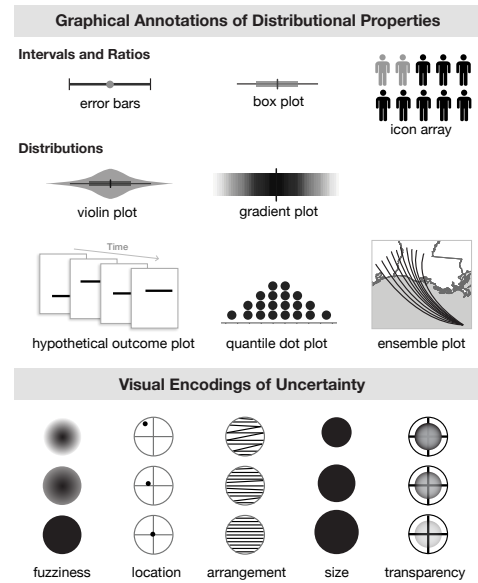 Graphical Annotations of Distributional Properties
Intervals and Ratios
error bars
box plot
icon array
Distributions
violin plot
gradient plot
Time
hypothetical outcome plot
quantile dot plot
ensemble plot
Visual Encodings of Uncertainty
fuzziness
location
arrangement
size
transparency